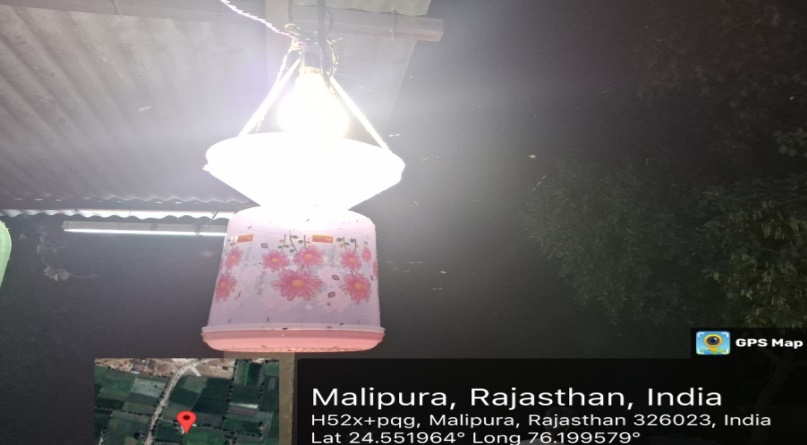 GPS Map
Malipura, Rajasthan, India
H52x+pqg, Malipura, Rajasthan 326023, India
Lat 24.551964° Long 76.199579°